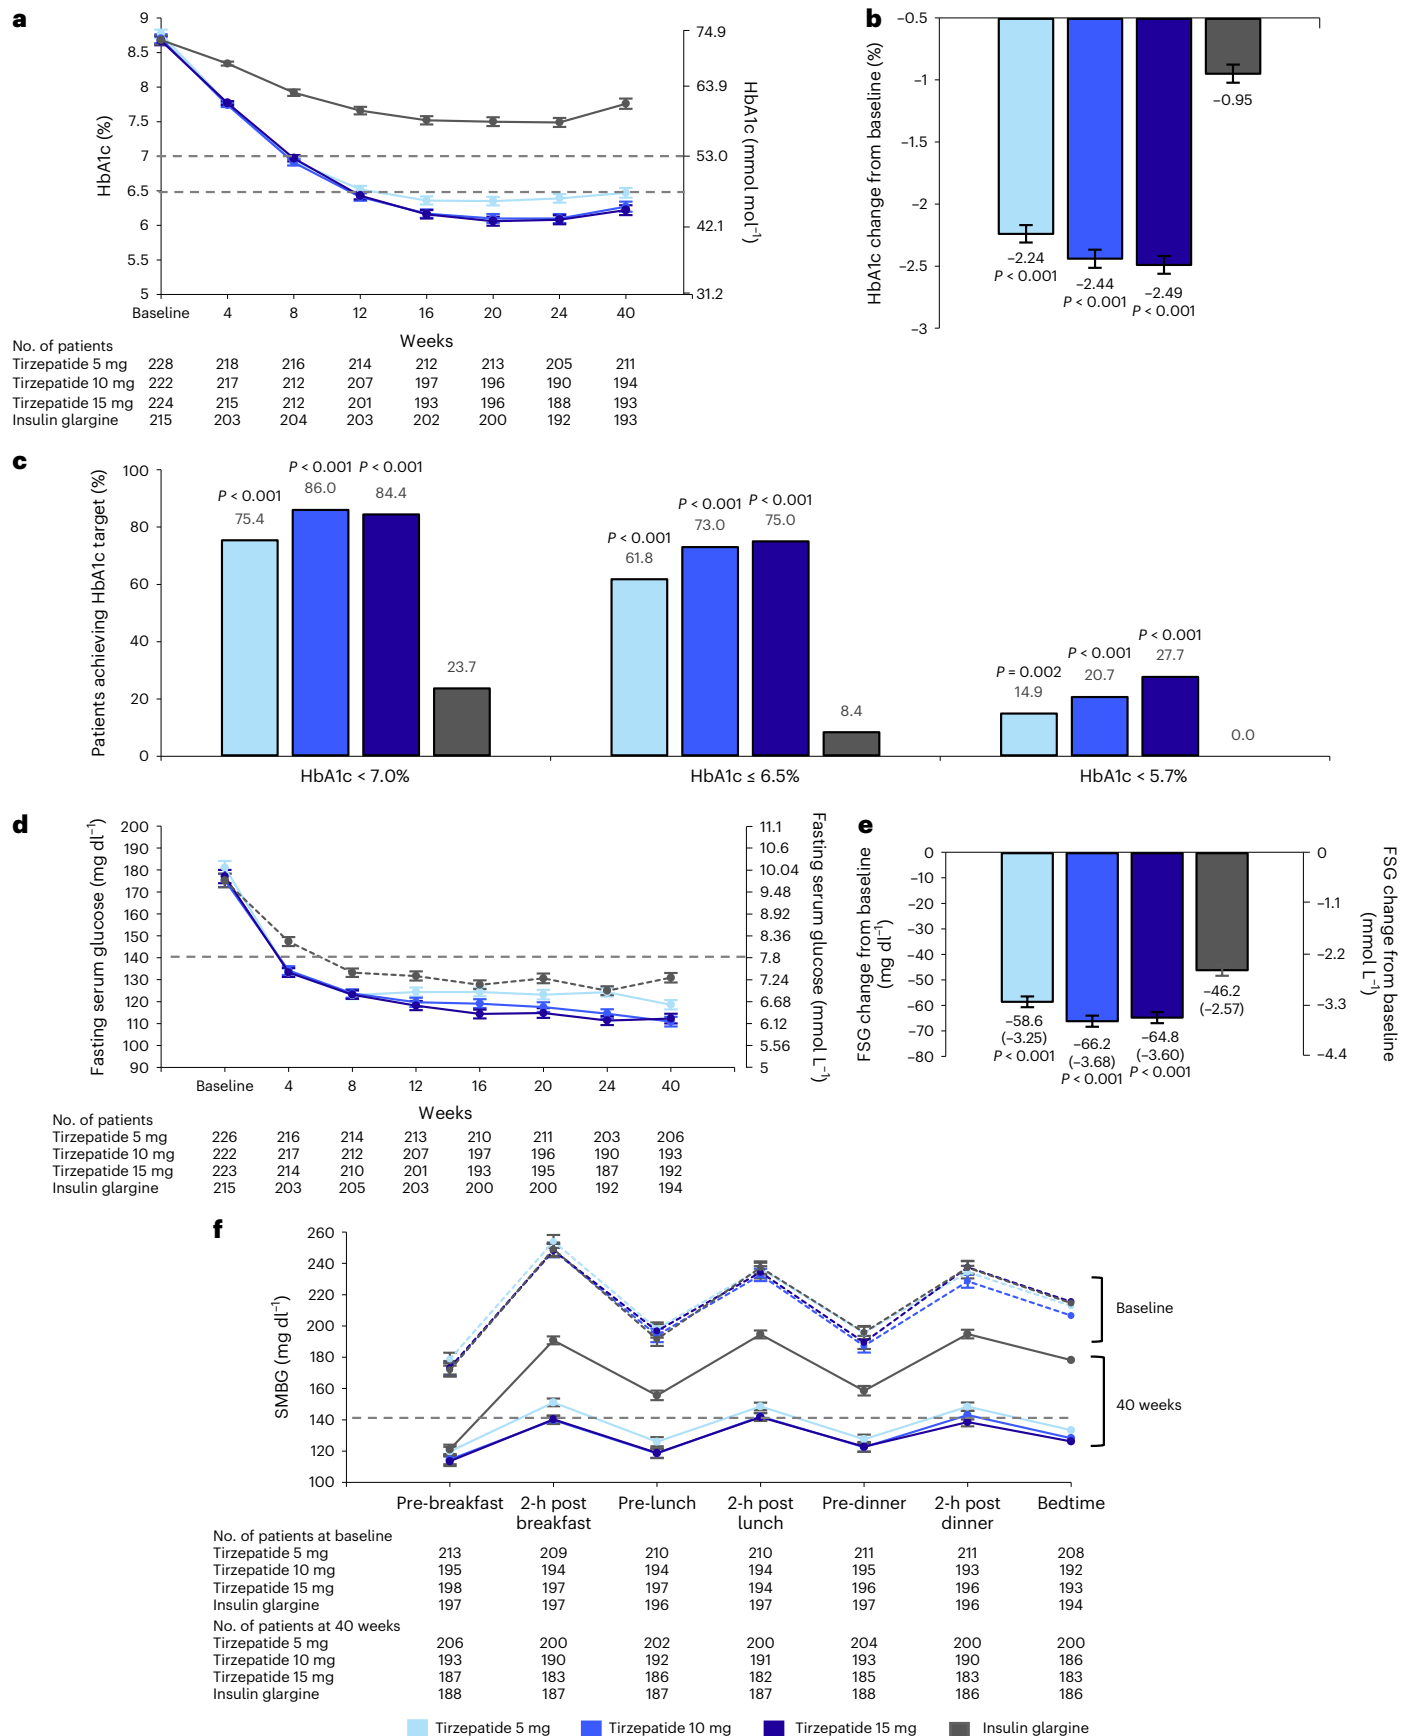 a
HbA1c (%)
9
8.5
8
7.5
7
6.5
6
5.5
5
74.9
63.9
53.0
42.1
31.2
HbA1c (mmol mol⁻¹)
Baseline 4 8 12 16 20 24 40
Weeks
No. of patients
Tirzepatide 5 mg 228 218 216 214 212 213 205 211
Tirzepatide 10 mg 222 217 212 207 197 196 190 194
Tirzepatide 15 mg 224 215 212 201 193 196 188 193
Insulin glargine 215 203 204 203 202 200 192 193
b
HbA1c change from baseline (%)
–0.5
–1
–1.5
–2
–2.5
–3
–2.24
P < 0.001
–2.44
P < 0.001
–2.49
P < 0.001
–0.95
c
Patients achieving HbA1c target (%)
100
80
60
40
20
0
P < 0.001
75.4
P < 0.001
86.0
P < 0.001
84.4
23.7
P < 0.001
61.8
P < 0.001
73.0
P < 0.001
75.0
8.4
P = 0.002
14.9
P < 0.001
20.7
P < 0.001
27.7
0.0
HbA1c < 7.0% HbA1c ≤ 6.5% HbA1c < 5.7%
d
Fasting serum glucose (mg dl⁻¹)
200
190
180
170
160
150
140
130
120
110
100
90
11.1
10.6
10.04
9.48
8.92
8.36
7.8
7.24
6.68
6.12
5.56
5
Fasting serum glucose (mmol L⁻¹)
Baseline 4 8 12 16 20 24 40
Weeks
No. of patients
Tirzepatide 5 mg 226 216 214 213 210 211 203 206
Tirzepatide 10 mg 222 217 212 207 197 196 190 193
Tirzepatide 15 mg 223 214 210 201 193 195 187 192
Insulin glargine 215 203 205 203 200 200 192 194
e
FSG change from baseline
(mg dl⁻¹)
0
–10
–20
–30
–40
–50
–60
–70
–80
–58.6
(–3.25)
P < 0.001
–66.2
(–3.68)
P < 0.001
–64.8
(–3.60)
P < 0.001
–46.2
(–2.57)
0
–1.1
–2.2
–3.3
–4.4
FSG change from baseline
(mmol L⁻¹)
f
SMBG (mg dl⁻¹)
260
240
220
200
180
160
140
120
100
Baseline
40 weeks
Pre-breakfast 2-h post Pre-lunch 2-h post Pre-dinner 2-h post Bedtime
breakfast lunch dinner
No. of patients at baseline
Tirzepatide 5 mg 213 209 210 210 211 211 208
Tirzepatide 10 mg 195 194 194 194 195 193 192
Tirzepatide 15 mg 198 197 197 194 196 196 193
Insulin glargine 197 197 196 197 197 196 194
No. of patients at 40 weeks
Tirzepatide 5 mg 206 200 202 200 204 200 200
Tirzepatide 10 mg 193 190 192 191 193 190 186
Tirzepatide 15 mg 187 183 186 182 185 183 183
Insulin glargine 188 187 187 187 188 186 186
Tirzepatide 5 mg Tirzepatide 10 mg Tirzepatide 15 mg Insulin glargine